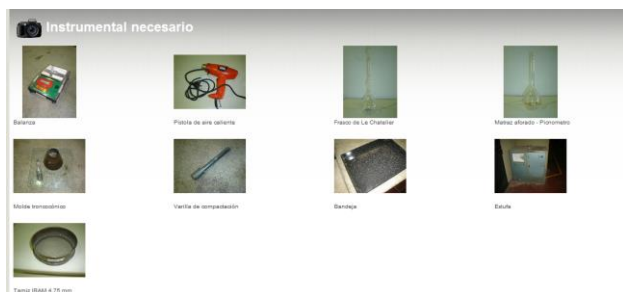 Instrumental necesario
Balanza
Pistola de aire caliente
Frasco de Le Chatelier
Matraz aforado - Picnometro
Molde troncocónico
Varilla de compactación
Bandeja
Estufa
Tamiz IRAM 4.75 mm